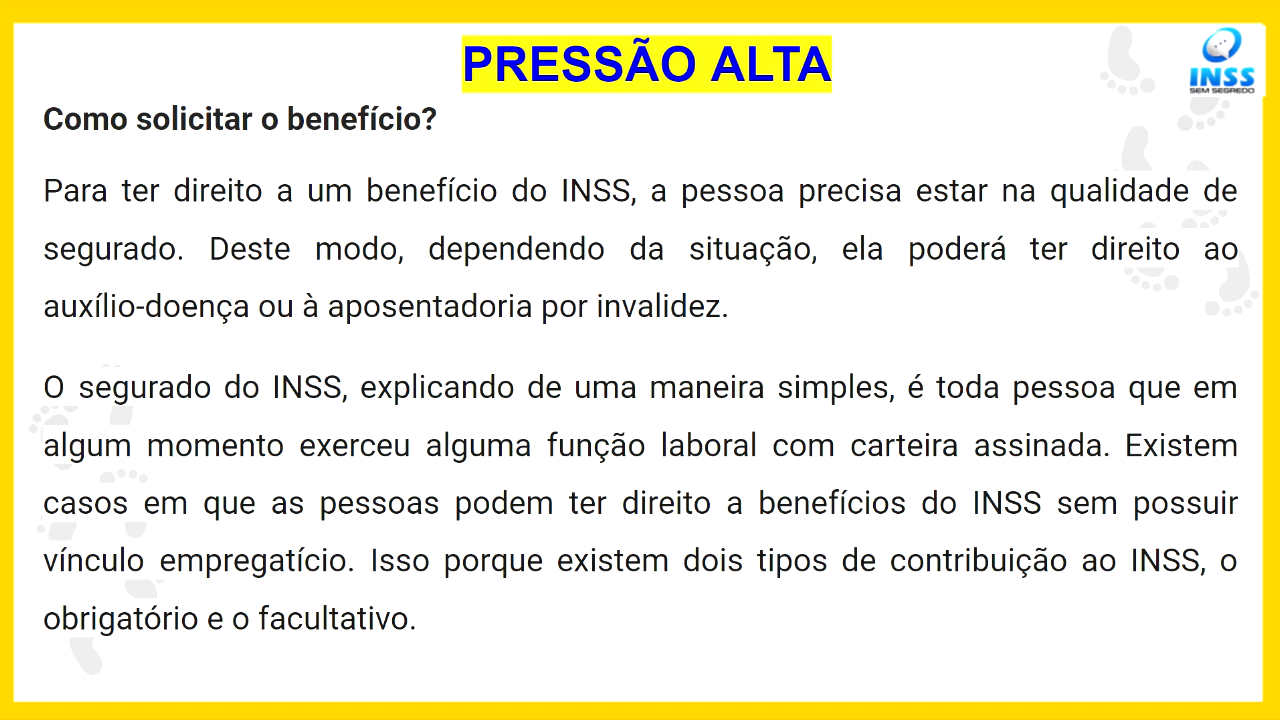 PRESSÃO ALTA
INSS
SEM SEGREDO
Como solicitar o benefício?
Para ter direito a um benefício do INSS, a pessoa precisa estar na qualidade de
segurado. Deste modo, dependendo da situação, ela poderá ter direito ao
auxílio-doença ou à aposentadoria por invalidez.
O segurado do INSS, explicando de uma maneira simples, é toda pessoa que em
algum momento exerceu alguma função laboral com carteira assinada. Existem
casos em que as pessoas podem ter direito a benefícios do INSS sem possuir
vínculo empregatício. Isso porque existem dois tipos de contribuição ao INSS, o
obrigatório e o facultativo.